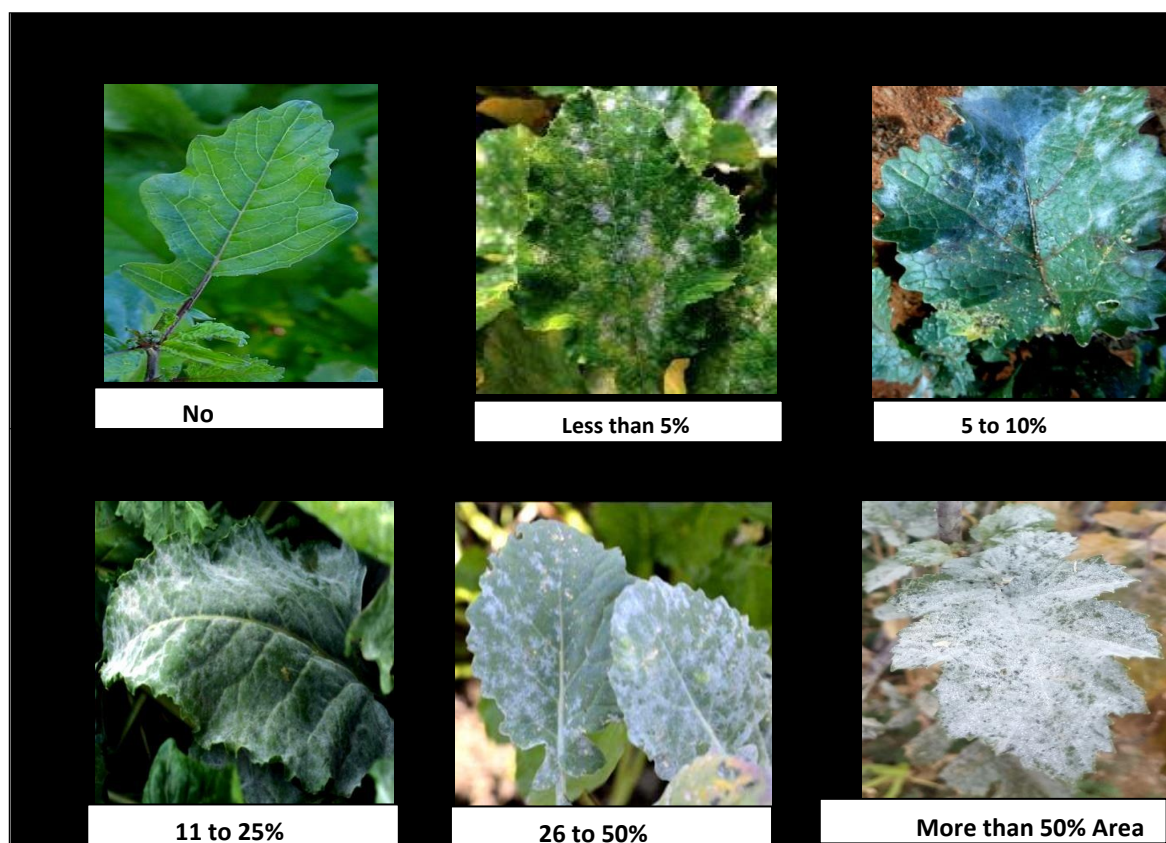 No
Less than 5%
5 to 10%
11 to 25%
26 to 50%
More than 50% Area